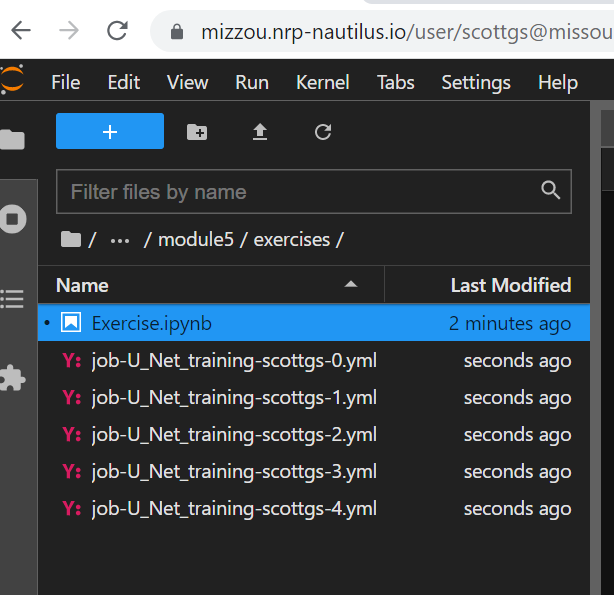 mizzou.nrp-nautilus.io/user/scottgs@missou
File Edit View Run Kernel Tabs Settings Help
+
Filter files by name
/ ··· / module5 / exercises /
Name Last Modified
• Exercise.ipynb 2 minutes ago
Y: job-U_Net_training-scottgs-0.yml seconds ago
Y: job-U_Net_training-scottgs-1.yml seconds ago
Y: job-U_Net_training-scottgs-2.yml seconds ago
Y: job-U_Net_training-scottgs-3.yml seconds ago
Y: job-U_Net_training-scottgs-4.yml seconds ago